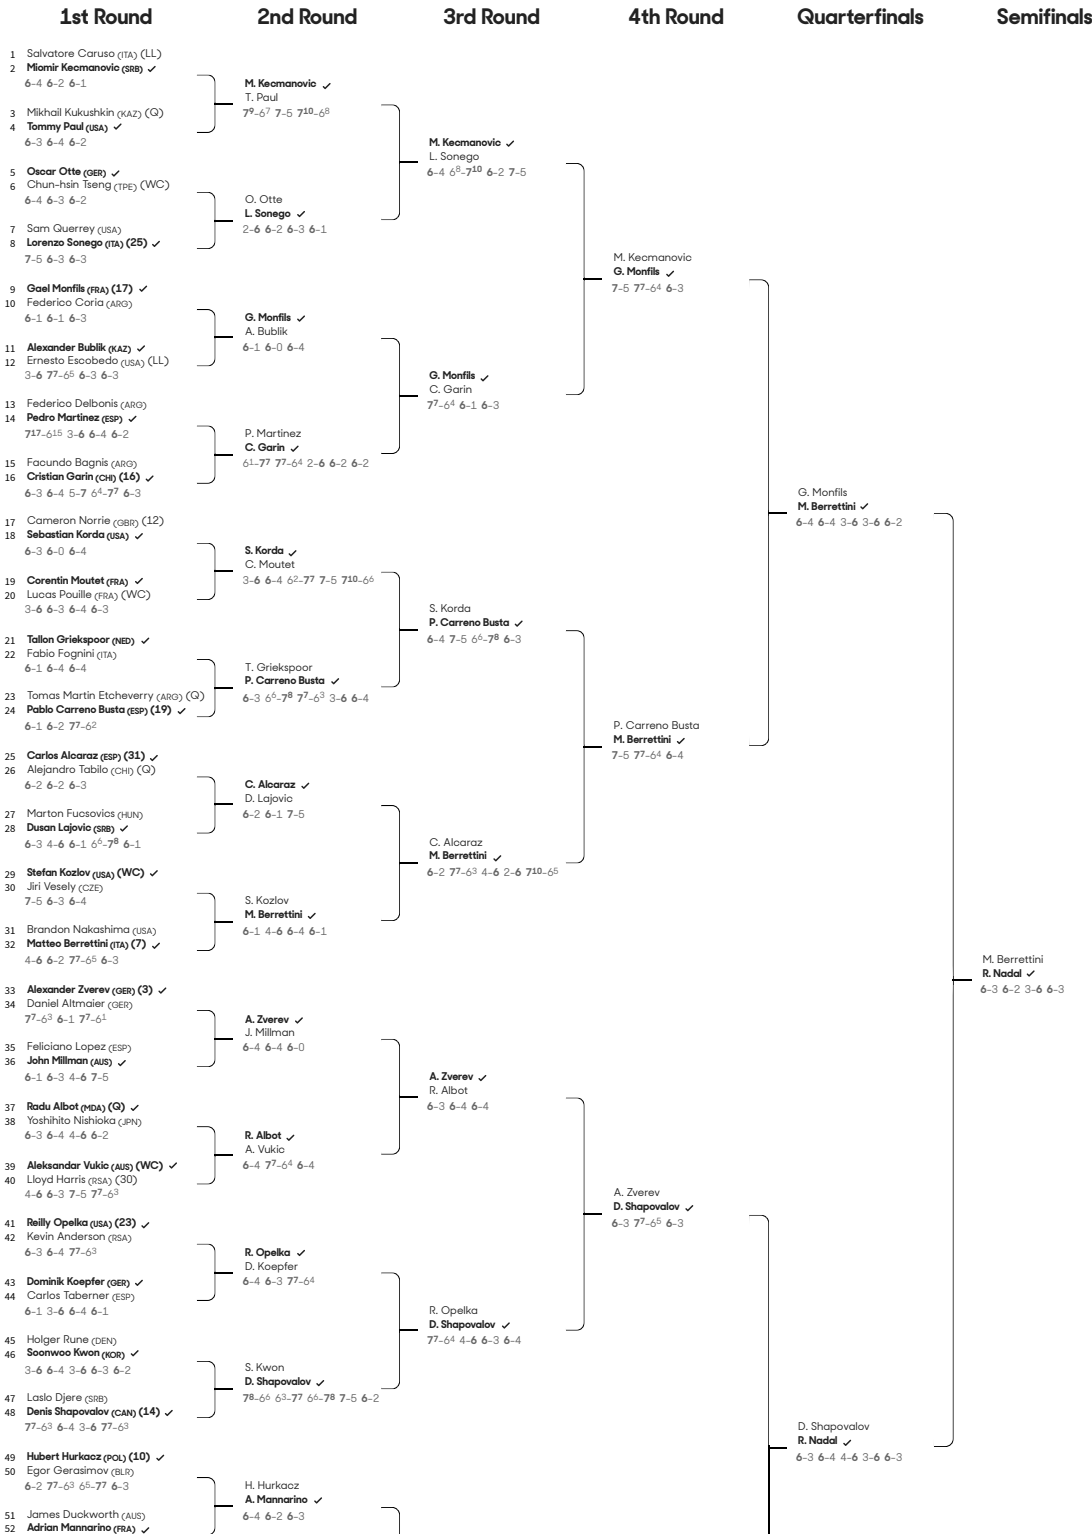 1st Round
2nd Round
3rd Round
4th Round
Quarterfinals
Semifinals
1 Salvatore Caruso (ITA) (LL)
2 Miomir Kecmanovic (SRB) ✓
6-4 6-2 6-1
3 Mikhail Kukushkin (KAZ) (Q)
4 Tommy Paul (USA) ✓
6-3 6-4 6-2
5 Oscar Otte (GER) ✓
6 Chun-hsin Tseng (TPE) (WC)
6-4 6-3 6-2
7 Sam Querrey (USA)
8 Lorenzo Sonego (ITA) (25) ✓
7-5 6-3 6-3
9 Gael Monfils (FRA) (17) ✓
10 Federico Coria (ARG)
6-1 6-1 6-3
11 Alexander Bublik (KAZ) ✓
12 Ernesto Escobedo (USA) (LL)
3-6 7⁷-6⁵ 6-3 6-3
13 Federico Delbonis (ARG)
14 Pedro Martinez (ESP) ✓
7¹⁷-6¹⁵ 3-6 6-4 6-2
15 Facundo Bagnis (ARG)
16 Cristian Garin (CHI) (16) ✓
6-3 6-4 5-7 6⁴-7⁷ 6-3
17 Cameron Norrie (GBR) (12)
18 Sebastian Korda (USA) ✓
6-3 6-0 6-4
19 Corentin Moutet (FRA) ✓
20 Lucas Pouille (FRA) (WC)
3-6 6-3 6-4 6-3
21 Tallon Griekspoor (NED) ✓
22 Fabio Fognini (ITA)
6-1 6-4 6-4
23 Tomas Martin Etcheverry (ARG) (Q)
24 Pablo Carreno Busta (ESP) (19) ✓
6-1 6-2 7⁷-6²
25 Carlos Alcaraz (ESP) (31) ✓
26 Alejandro Tabilo (CHI) (Q)
6-2 6-2 6-3
27 Marton Fucsovics (HUN)
28 Dusan Lajovic (SRB) ✓
6-3 4-6 6-1 6⁶-7⁸ 6-1
29 Stefan Kozlov (USA) (WC) ✓
30 Jiri Vesely (CZE)
7-5 6-3 6-4
31 Brandon Nakashima (USA)
32 Matteo Berrettini (ITA) (7) ✓
4-6 6-2 7⁷-6⁵ 6-3
33 Alexander Zverev (GER) (3) ✓
34 Daniel Altmaier (GER)
7⁷-6³ 6-1 7⁷-6¹
35 Feliciano Lopez (ESP)
36 John Millman (AUS) ✓
6-1 6-3 4-6 7-5
37 Radu Albot (MDA) (Q) ✓
38 Yoshihito Nishioka (JPN)
6-3 6-4 4-6 6-2
39 Aleksandar Vukic (AUS) (WC) ✓
40 Lloyd Harris (RSA) (30)
4-6 6-3 7-5 7⁷-6³
41 Reilly Opelka (USA) (23) ✓
42 Kevin Anderson (RSA)
6-3 6-4 7⁷-6³
43 Dominik Koepfer (GER) ✓
44 Carlos Taberner (ESP)
6-1 3-6 6-4 6-1
45 Holger Rune (DEN)
46 Soonwoo Kwon (KOR) ✓
3-6 6-4 3-6 6-3 6-2
47 Laslo Djere (SRB)
48 Denis Shapovalov (CAN) (14) ✓
7⁷-6³ 6-4 3-6 7⁷-6³
49 Hubert Hurkacz (POL) (10) ✓
50 Egor Gerasimov (BLR)
6-2 7⁷-6³ 6⁵-7⁷ 6-3
51 James Duckworth (AUS)
52 Adrian Mannarino (FRA) ✓
M. Kecmanovic ✓
T. Paul
7⁹-6⁷ 7-5 7¹⁰-6⁸
O. Otte
L. Sonego ✓
2-6 6-2 6-3 6-1
G. Monfils ✓
A. Bublik
6-1 6-0 6-4
P. Martinez
C. Garin ✓
6¹-7⁷ 7⁷-6⁴ 2-6 6-2 6-2
S. Korda ✓
C. Moutet
3-6 6-4 6²-7⁷ 7-5 7¹⁰-6⁶
T. Griekspoor
P. Carreno Busta ✓
6-3 6⁶-7⁸ 7⁷-6³ 3-6 6-4
C. Alcaraz ✓
D. Lajovic
6-2 6-1 7-5
S. Kozlov
M. Berrettini ✓
6-1 4-6 6-4 6-1
A. Zverev ✓
J. Millman
6-4 6-4 6-0
R. Albot ✓
A. Vukic
6-4 7⁷-6⁴ 6-4
R. Opelka ✓
D. Koepfer
6-4 6-3 7⁷-6⁴
S. Kwon
D. Shapovalov ✓
7⁸-6⁶ 6³-7⁷ 6⁶-7⁸ 7-5 6-2
H. Hurkacz
A. Mannarino ✓
6-4 6-2 6-3
M. Kecmanovic ✓
L. Sonego
6-4 6⁸-7¹⁰ 6-2 7-5
G. Monfils ✓
C. Garin
7⁷-6⁴ 6-1 6-3
S. Korda
P. Carreno Busta ✓
6-4 7-5 6⁶-7⁸ 6-3
C. Alcaraz
M. Berrettini ✓
6-2 7⁷-6³ 4-6 2-6 7¹⁰-6⁵
A. Zverev ✓
R. Albot
6-3 6-4 6-4
R. Opelka
D. Shapovalov ✓
7⁷-6⁴ 4-6 6-3 6-4
M. Kecmanovic
G. Monfils ✓
7-5 7⁷-6⁴ 6-3
P. Carreno Busta
M. Berrettini ✓
7-5 7⁷-6⁴ 6-4
A. Zverev
D. Shapovalov ✓
6-3 7⁷-6⁵ 6-3
G. Monfils
M. Berrettini ✓
6-4 6-4 3-6 3-6 6-2
D. Shapovalov
R. Nadal ✓
6-3 6-4 4-6 3-6 6-3
M. Berrettini
R. Nadal ✓
6-3 6-2 3-6 6-3